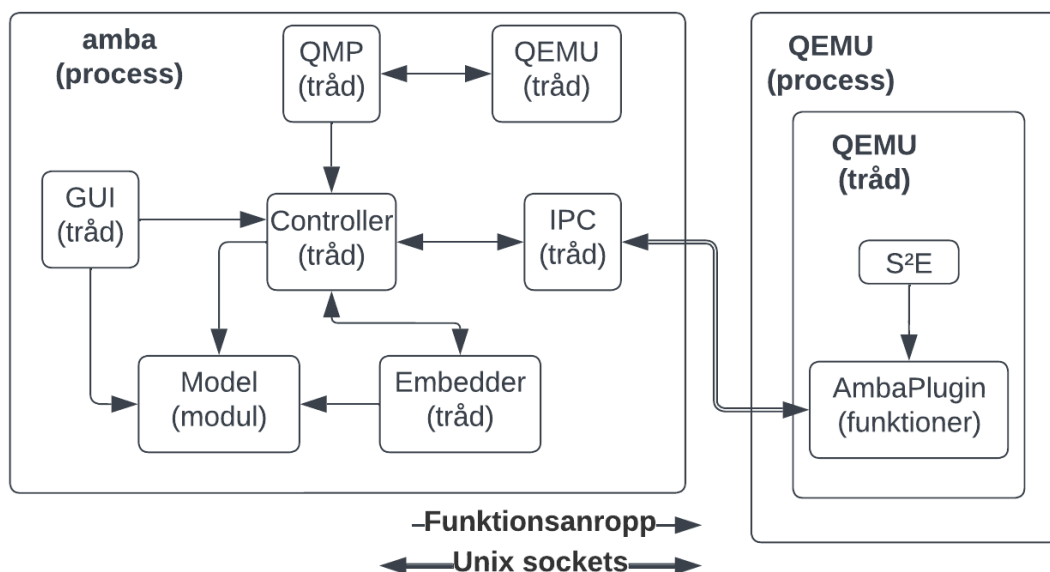 amba
(process)
QMP
(tråd)
QEMU
(tråd)
GUI
(tråd)
Controller
(tråd)
IPC
(tråd)
Model
(modul)
Embedder
(tråd)
QEMU
(process)
QEMU
(tråd)
S²E
AmbaPlugin
(funktioner)
Funktionsanropp
Unix sockets